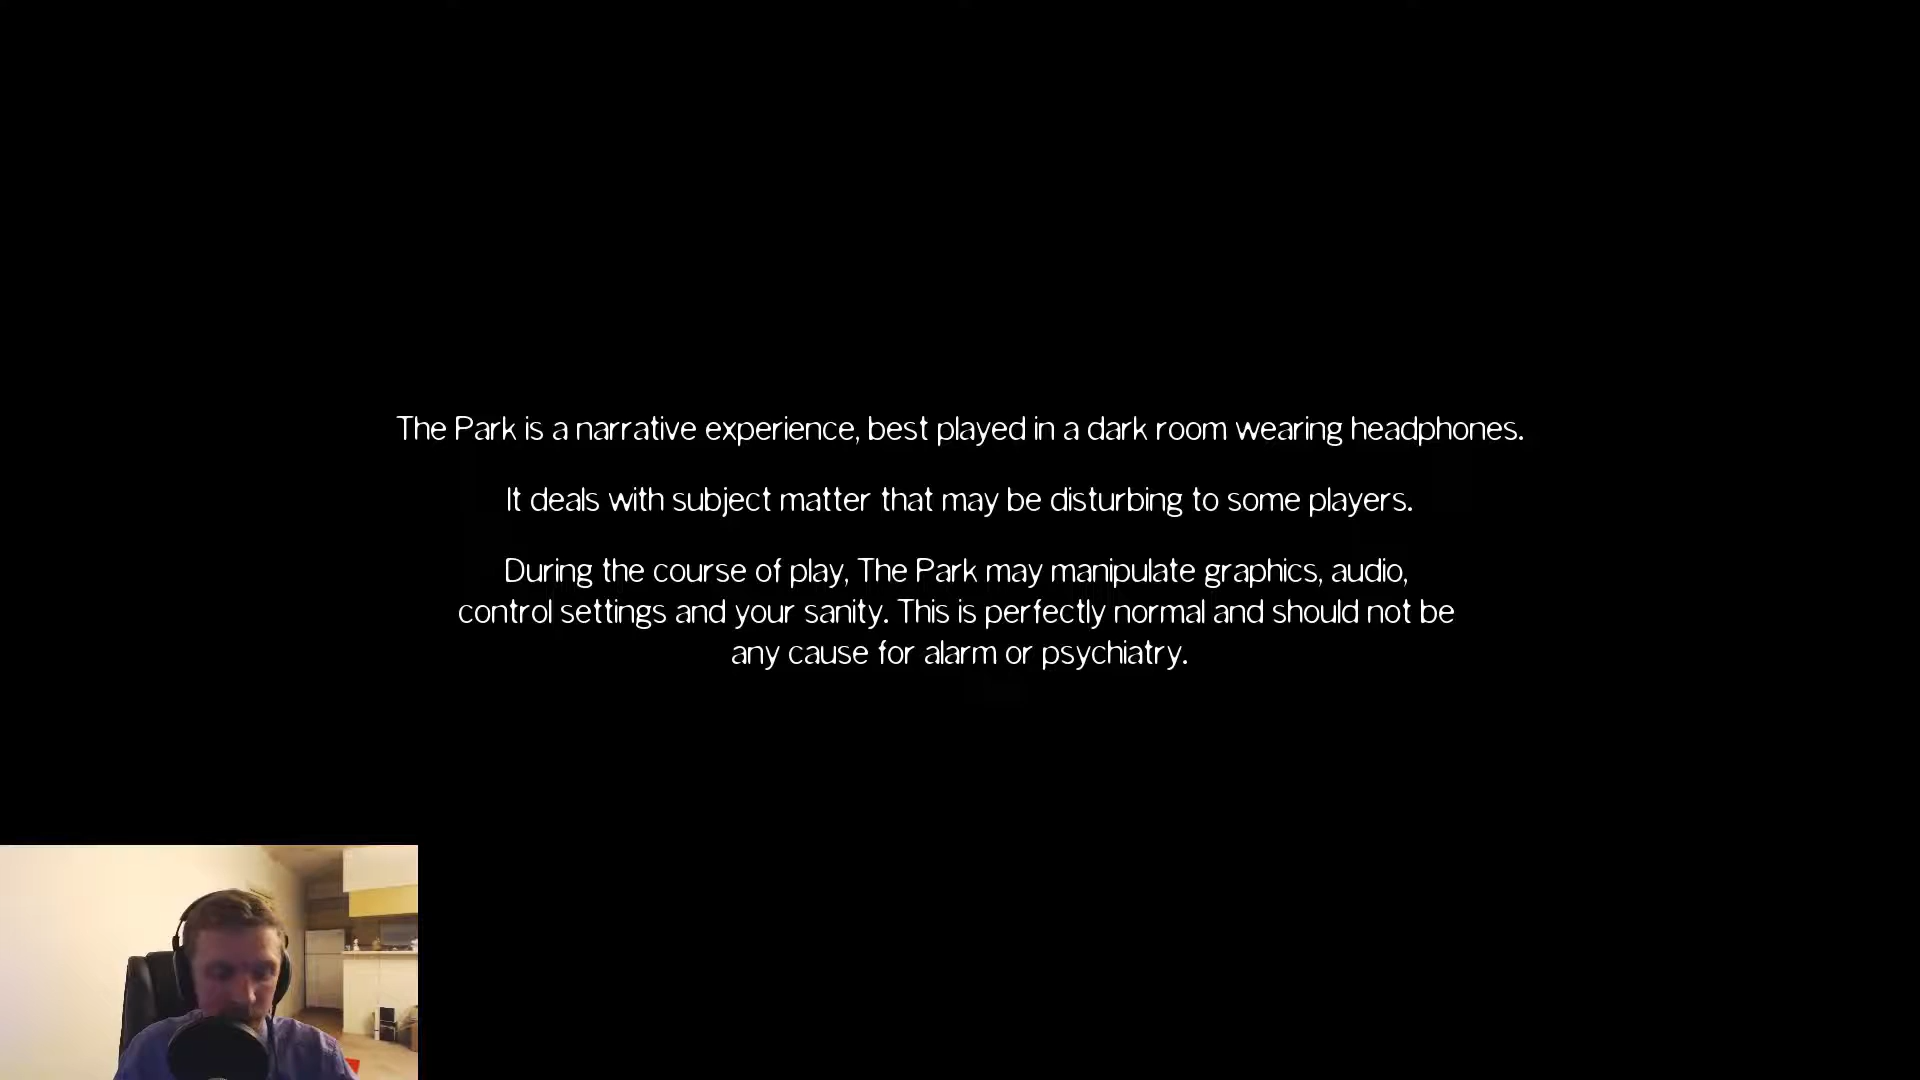 The Park is a narrative experience, best played in a dark room wearing headphones.
It deals with subject matter that may be disturbing to some players.
During the course of play, The Park may manipulate graphics, audio,
control settings and your sanity. This is perfectly normal and should not be
any cause for alarm or psychiatry.